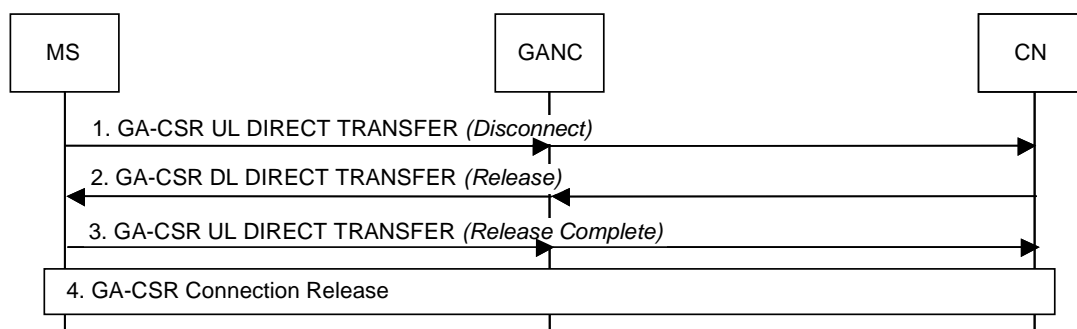 MS
GANC
CN
1. GA-CSR UL DIRECT TRANSFER (Disconnect)
2. GA-CSR DL DIRECT TRANSFER (Release)
3. GA-CSR UL DIRECT TRANSFER (Release Complete)
4. GA-CSR Connection Release